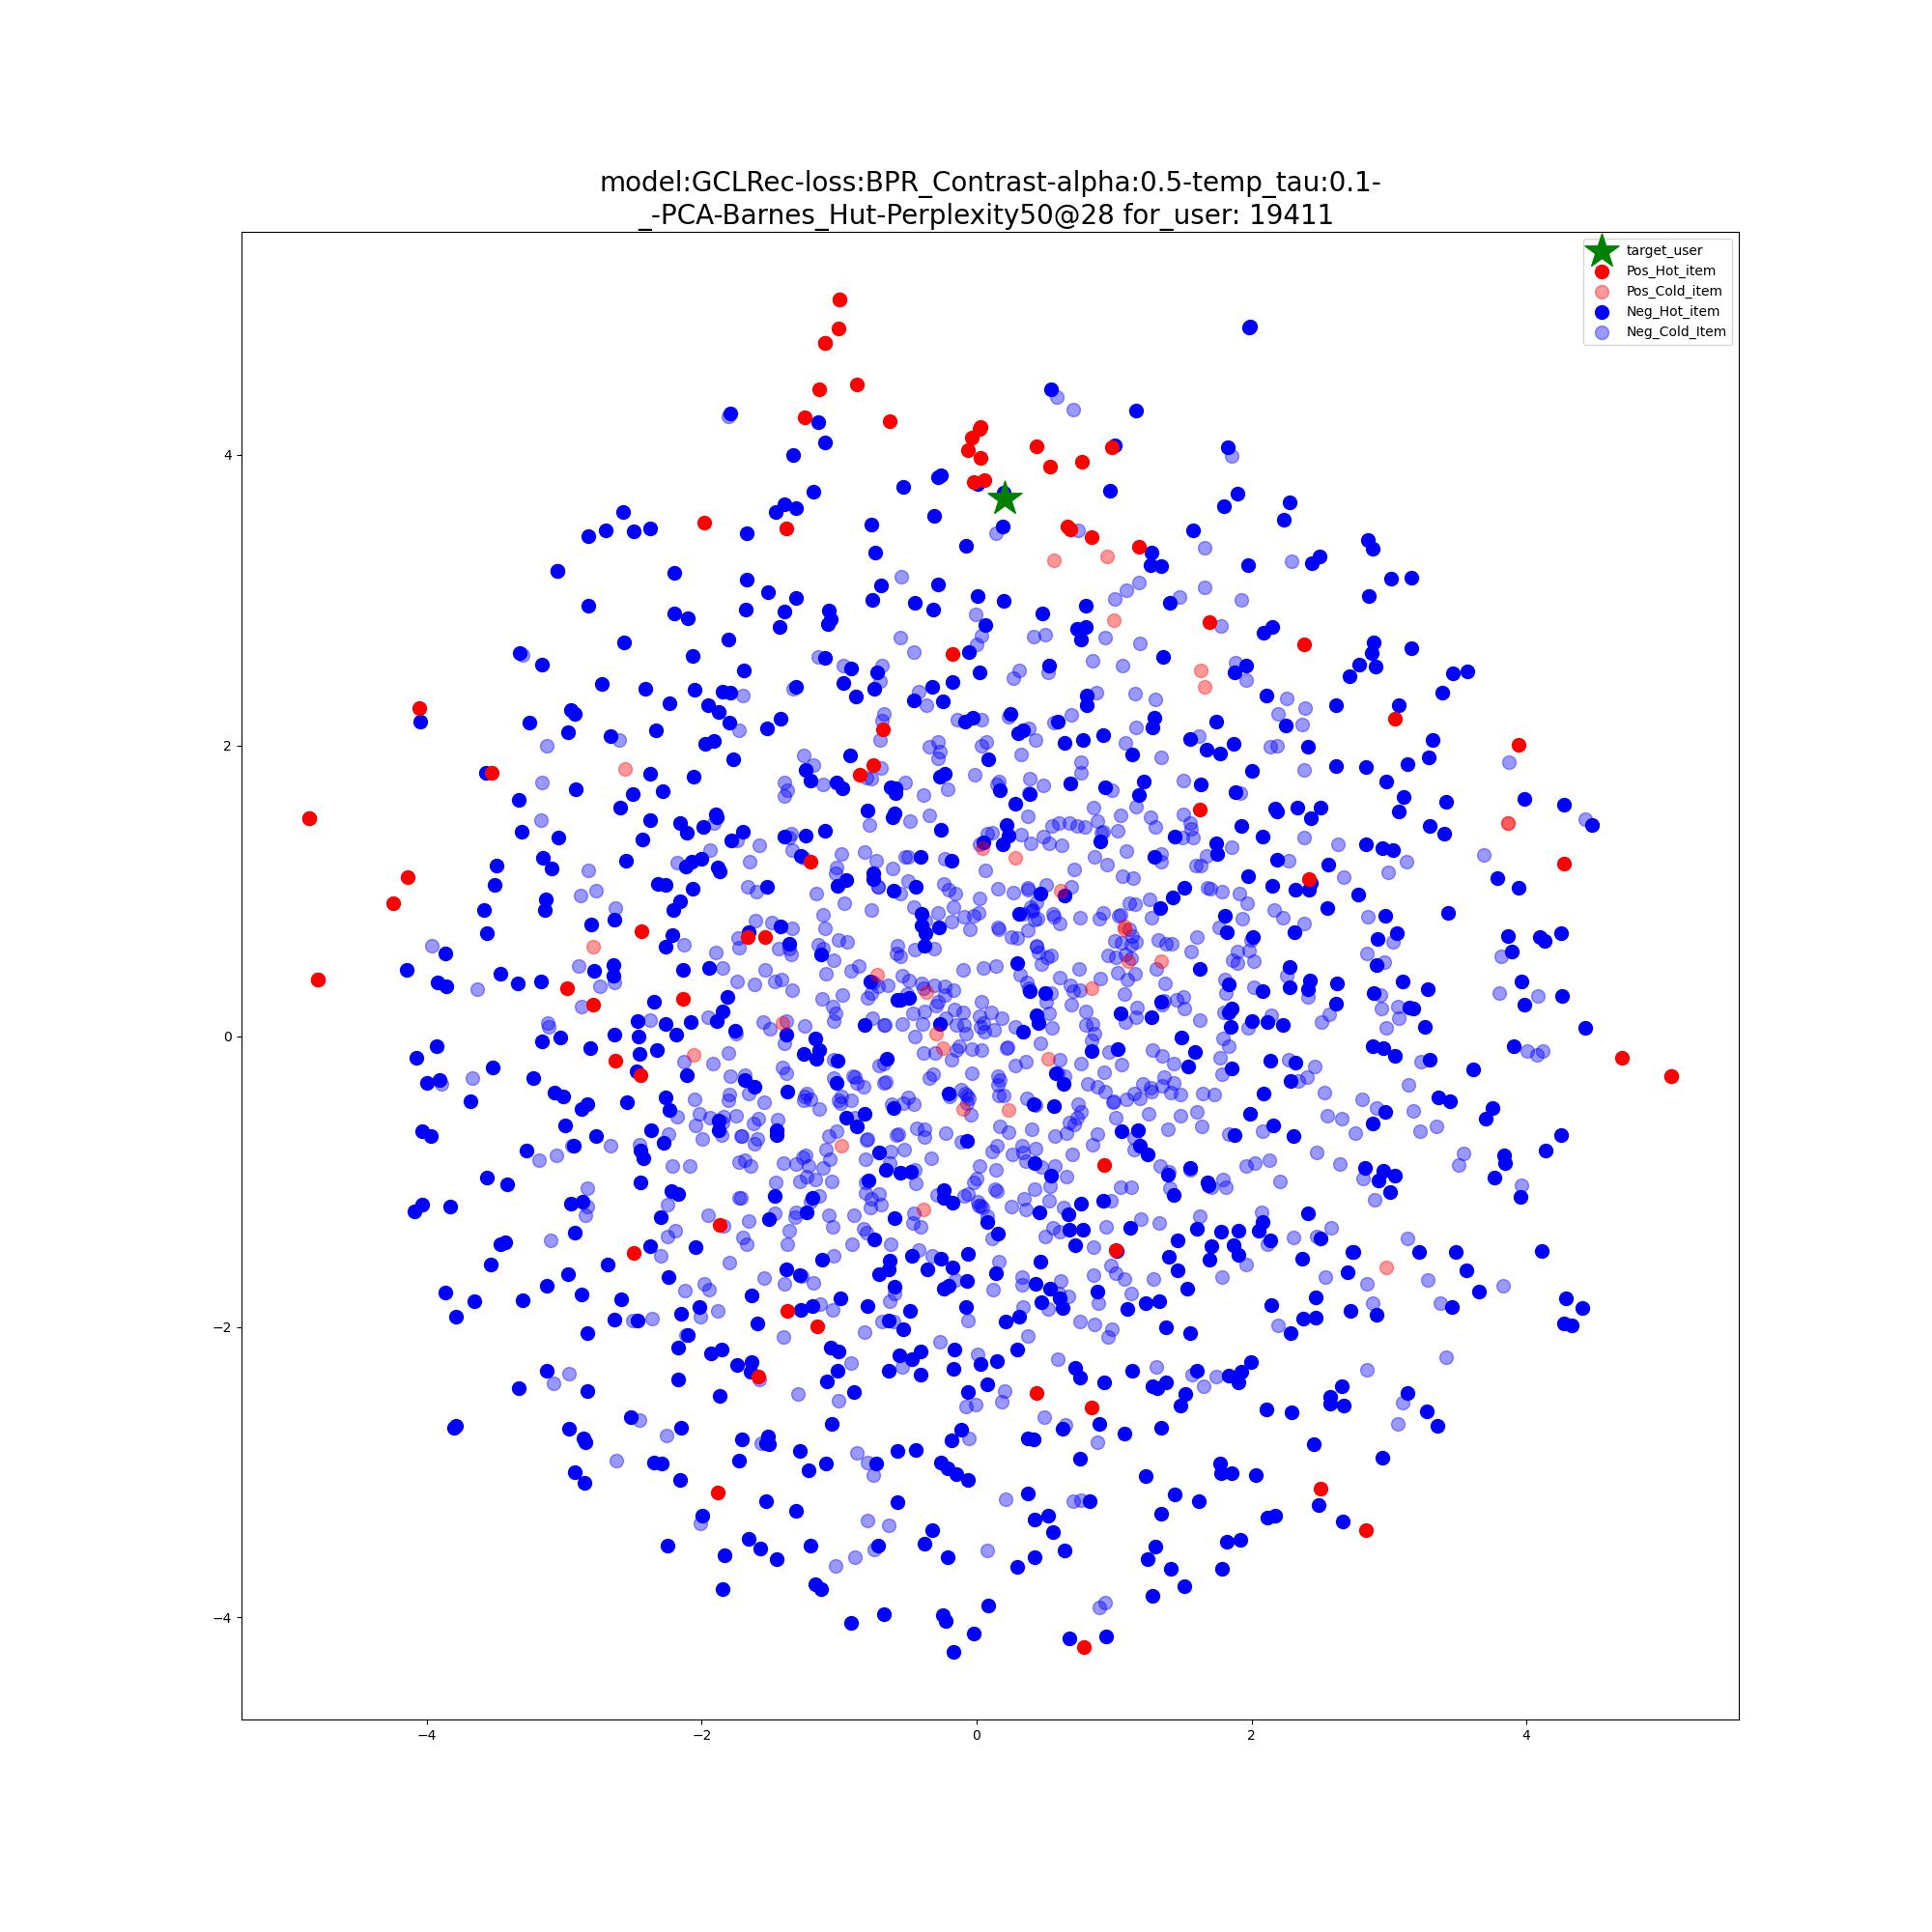 model:GCLRec-loss:BPR_Contrast-alpha:0.5-temp_tau:0.1-
_-PCA-Barnes_Hut-Perplexity50@28 for_user: 19411
target_user
Pos_Hot_item
Pos_Cold_item
Neg_Hot_item
Neg_Cold_Item
4
2
0
−2
−4
−4
−2
0
2
4